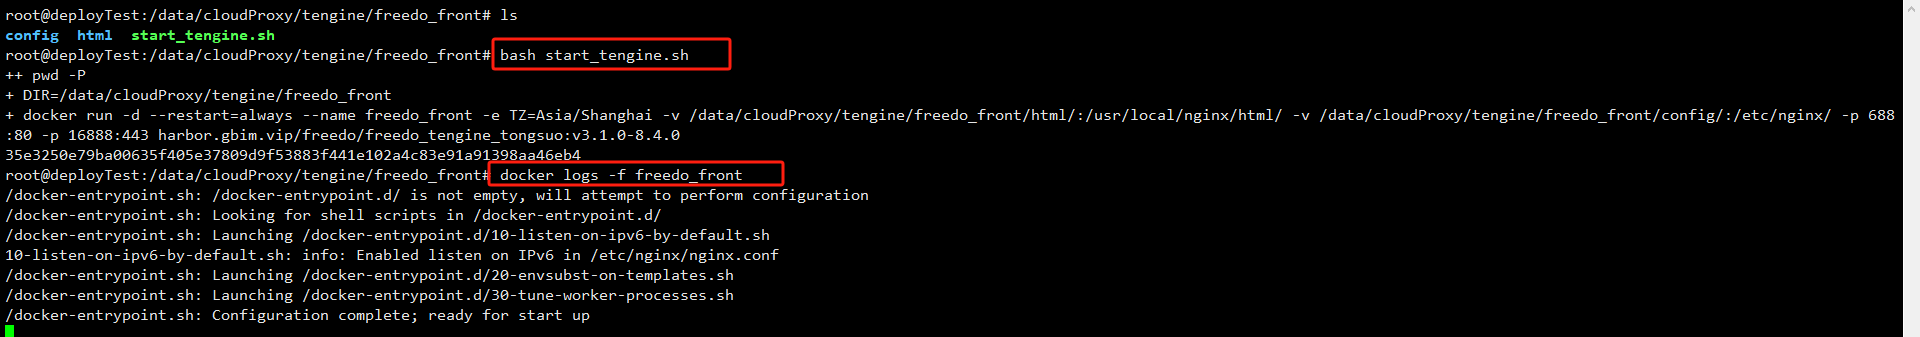 root@deployTest:/data/cloudProxy/tengine/freedo_front# ls
config  html  start_tengine.sh
root@deployTest:/data/cloudProxy/tengine/freedo_front# bash start_tengine.sh
++ pwd -P
+ DIR=/data/cloudProxy/tengine/freedo_front
+ docker run -d --restart=always --name freedo_front -e TZ=Asia/Shanghai -v /data/cloudProxy/tengine/freedo_front/html/:/usr/local/nginx/html/ -v /data/cloudProxy/tengine/freedo_front/config/:/etc/nginx/ -p 688
:80 -p 16888:443 harbor.gbim.vip/freedo/freedo_tengine_tongsuo:v3.1.0-8.4.0
35e3250e79ba00635f405e37809d9f53883f441e102a4c83e91a91398aa46eb4
root@deployTest:/data/cloudProxy/tengine/freedo_front# docker logs -f freedo_front
/docker-entrypoint.sh: /docker-entrypoint.d/ is not empty, will attempt to perform configuration
/docker-entrypoint.sh: Looking for shell scripts in /docker-entrypoint.d/
/docker-entrypoint.sh: Launching /docker-entrypoint.d/10-listen-on-ipv6-by-default.sh
10-listen-on-ipv6-by-default.sh: info: Enabled listen on IPv6 in /etc/nginx/nginx.conf
/docker-entrypoint.sh: Launching /docker-entrypoint.d/20-envsubst-on-templates.sh
/docker-entrypoint.sh: Launching /docker-entrypoint.d/30-tune-worker-processes.sh
/docker-entrypoint.sh: Configuration complete; ready for start up